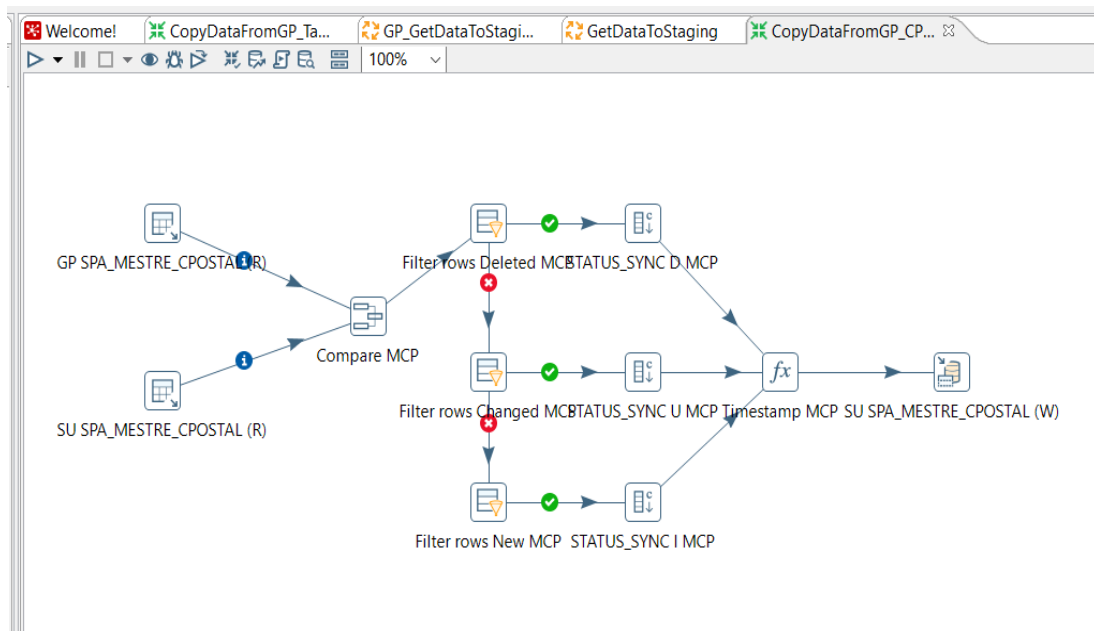 Welcome!
CopyDataFromGP_Ta...
GP_GetDataToStagi...
GetDataToStaging
CopyDataFromGP_CP...
100%
GP SPA_MESTRE_CPOSTAL (R)
Filter rows Deleted MCP
STATUS_SYNC D MCP
Compare MCP
SU SPA_MESTRE_CPOSTAL (R)
Filter rows Changed MCP
STATUS_SYNC U MCP
fx
Timestamp MCP
SU SPA_MESTRE_CPOSTAL (W)
Filter rows New MCP
STATUS_SYNC I MCP